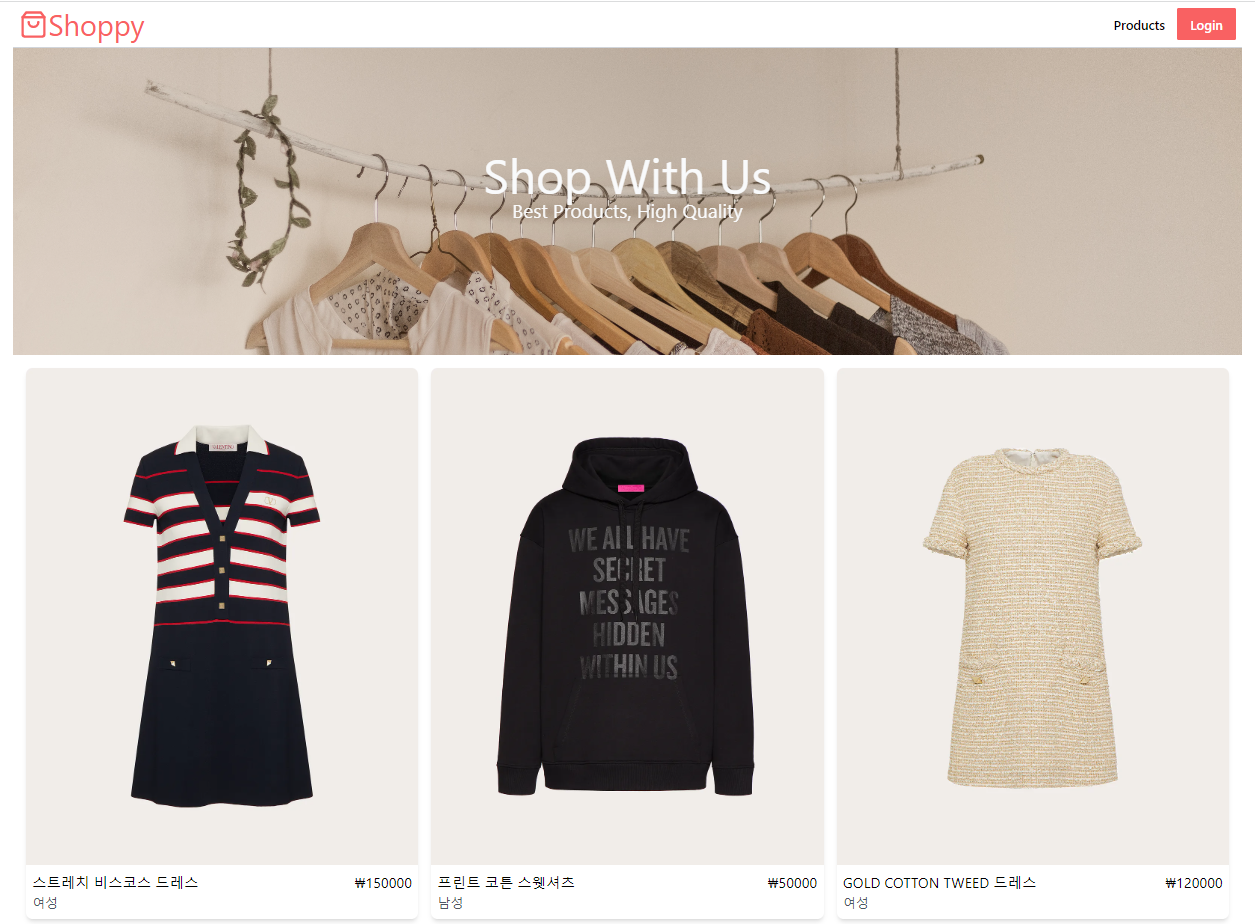 Shoppy
Products
Login
Shop With Us
Best Products, High Quality
VALENTINO
WE ALL HAVE
SECRET
MESSAGES
HIDDEN
WITHIN US
스트레치 비스코스 드레스
₩150000
여성
프린트 코튼 스웻셔츠
₩50000
남성
GOLD COTTON TWEED 드레스
₩120000
여성